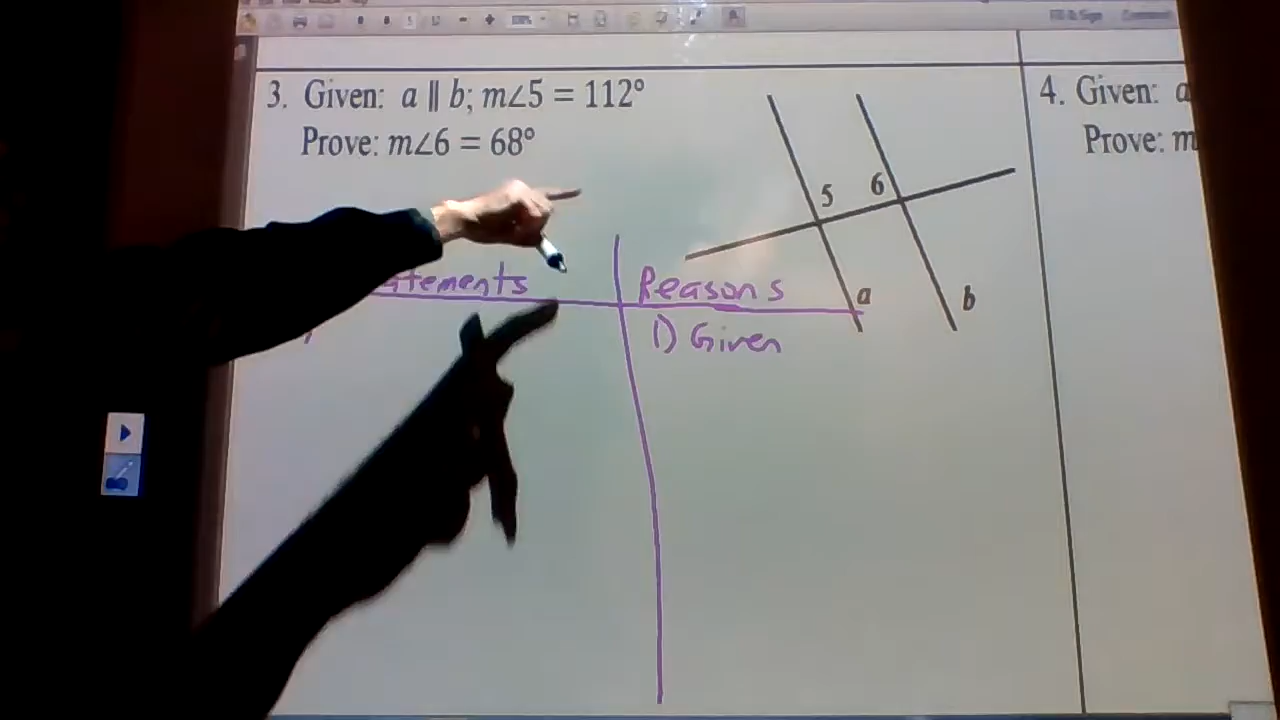 3. Given: a ∥ b; m∠5 = 112°
Prove: m∠6 = 68°
4. Given: a
Prove: m
5
6
a
b
Reasons
1) Given